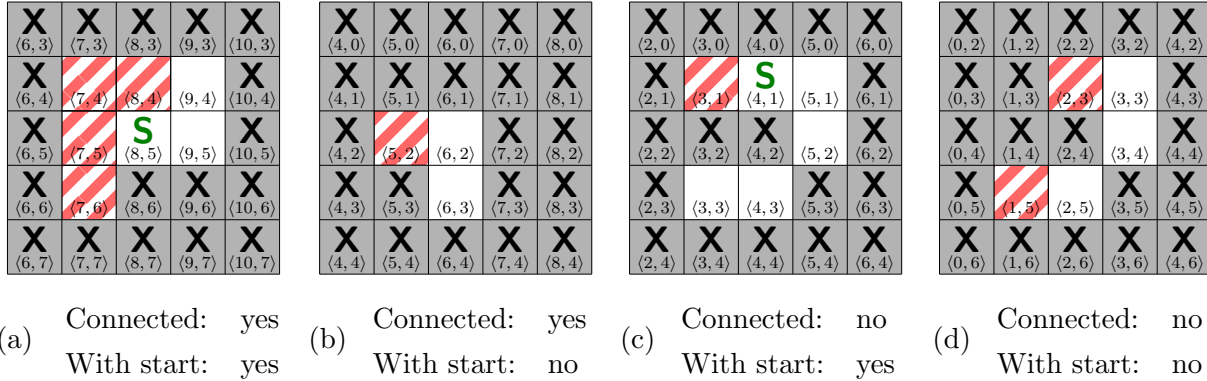 X X X X X
⟨6, 3⟩ ⟨7, 3⟩ ⟨8, 3⟩ ⟨9, 3⟩ ⟨10, 3⟩
X X
⟨6, 4⟩ ⟨7, 4⟩ ⟨8, 4⟩ ⟨9, 4⟩ ⟨10, 4⟩
X S X
⟨6, 5⟩ ⟨7, 5⟩ ⟨8, 5⟩ ⟨9, 5⟩ ⟨10, 5⟩
X X X X
⟨6, 6⟩ ⟨7, 6⟩ ⟨8, 6⟩ ⟨9, 6⟩ ⟨10, 6⟩
X X X X X
⟨6, 7⟩ ⟨7, 7⟩ ⟨8, 7⟩ ⟨9, 7⟩ ⟨10, 7⟩
(a)
Connected: yes
With start: yes
X X X X X
⟨4, 0⟩ ⟨5, 0⟩ ⟨6, 0⟩ ⟨7, 0⟩ ⟨8, 0⟩
X X X X X
⟨4, 1⟩ ⟨5, 1⟩ ⟨6, 1⟩ ⟨7, 1⟩ ⟨8, 1⟩
X X X
⟨4, 2⟩ ⟨5, 2⟩ ⟨6, 2⟩ ⟨7, 2⟩ ⟨8, 2⟩
X X X X
⟨4, 3⟩ ⟨5, 3⟩ ⟨6, 3⟩ ⟨7, 3⟩ ⟨8, 3⟩
X X X X X
⟨4, 4⟩ ⟨5, 4⟩ ⟨6, 4⟩ ⟨7, 4⟩ ⟨8, 4⟩
(b)
Connected: yes
With start: no
X X X X X
⟨2, 0⟩ ⟨3, 0⟩ ⟨4, 0⟩ ⟨5, 0⟩ ⟨6, 0⟩
X S X
⟨2, 1⟩ ⟨3, 1⟩ ⟨4, 1⟩ ⟨5, 1⟩ ⟨6, 1⟩
X X X X
⟨2, 2⟩ ⟨3, 2⟩ ⟨4, 2⟩ ⟨5, 2⟩ ⟨6, 2⟩
X X X
⟨2, 3⟩ ⟨3, 3⟩ ⟨4, 3⟩ ⟨5, 3⟩ ⟨6, 3⟩
X X X X X
⟨2, 4⟩ ⟨3, 4⟩ ⟨4, 4⟩ ⟨5, 4⟩ ⟨6, 4⟩
(c)
Connected: no
With start: yes
X X X X X
⟨0, 2⟩ ⟨1, 2⟩ ⟨2, 2⟩ ⟨3, 2⟩ ⟨4, 2⟩
X X X
⟨0, 3⟩ ⟨1, 3⟩ ⟨2, 3⟩ ⟨3, 3⟩ ⟨4, 3⟩
X X X X
⟨0, 4⟩ ⟨1, 4⟩ ⟨2, 4⟩ ⟨3, 4⟩ ⟨4, 4⟩
X X X
⟨0, 5⟩ ⟨1, 5⟩ ⟨2, 5⟩ ⟨3, 5⟩ ⟨4, 5⟩
X X X X X
⟨0, 6⟩ ⟨1, 6⟩ ⟨2, 6⟩ ⟨3, 6⟩ ⟨4, 6⟩
(d)
Connected: no
With start: no